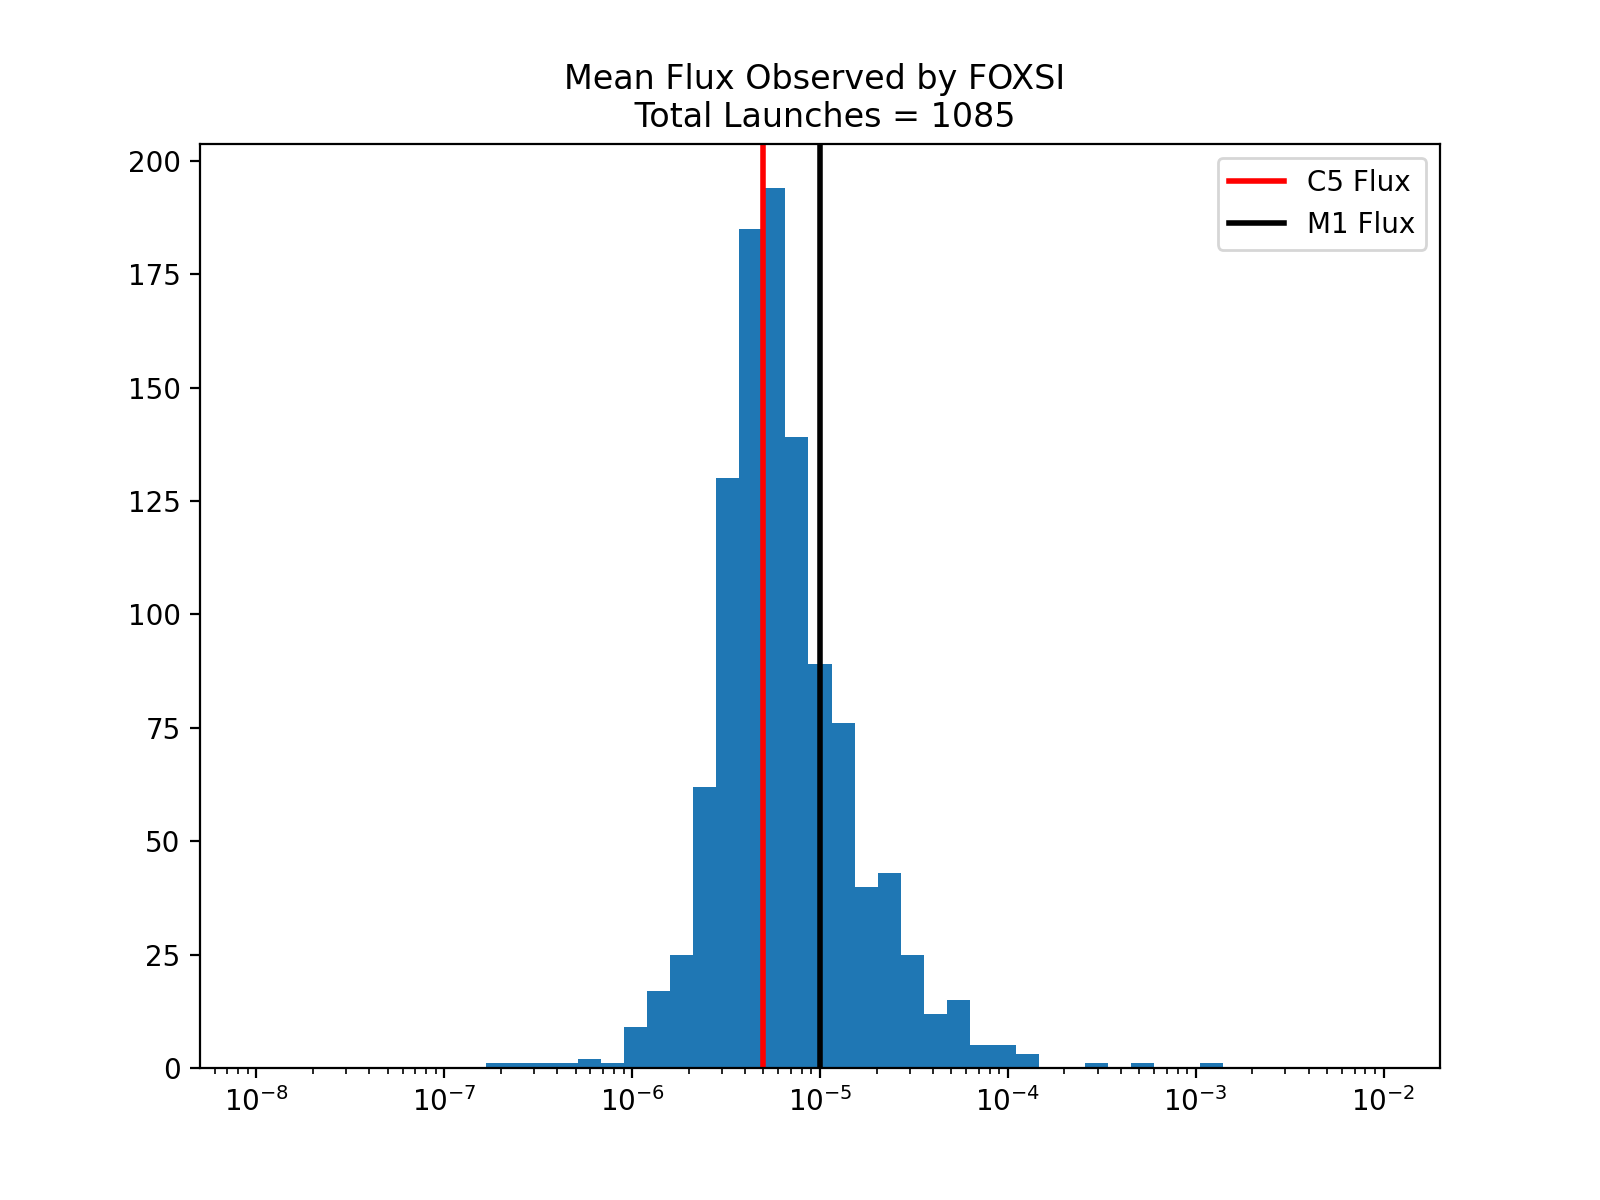 Mean Flux Observed by FOXSI
Total Launches = 1085
C5 Flux
M1 Flux
200
175
150
125
100
75
50
25
0
10⁻⁸ 10⁻⁷ 10⁻⁶ 10⁻⁵ 10⁻⁴ 10⁻³ 10⁻²